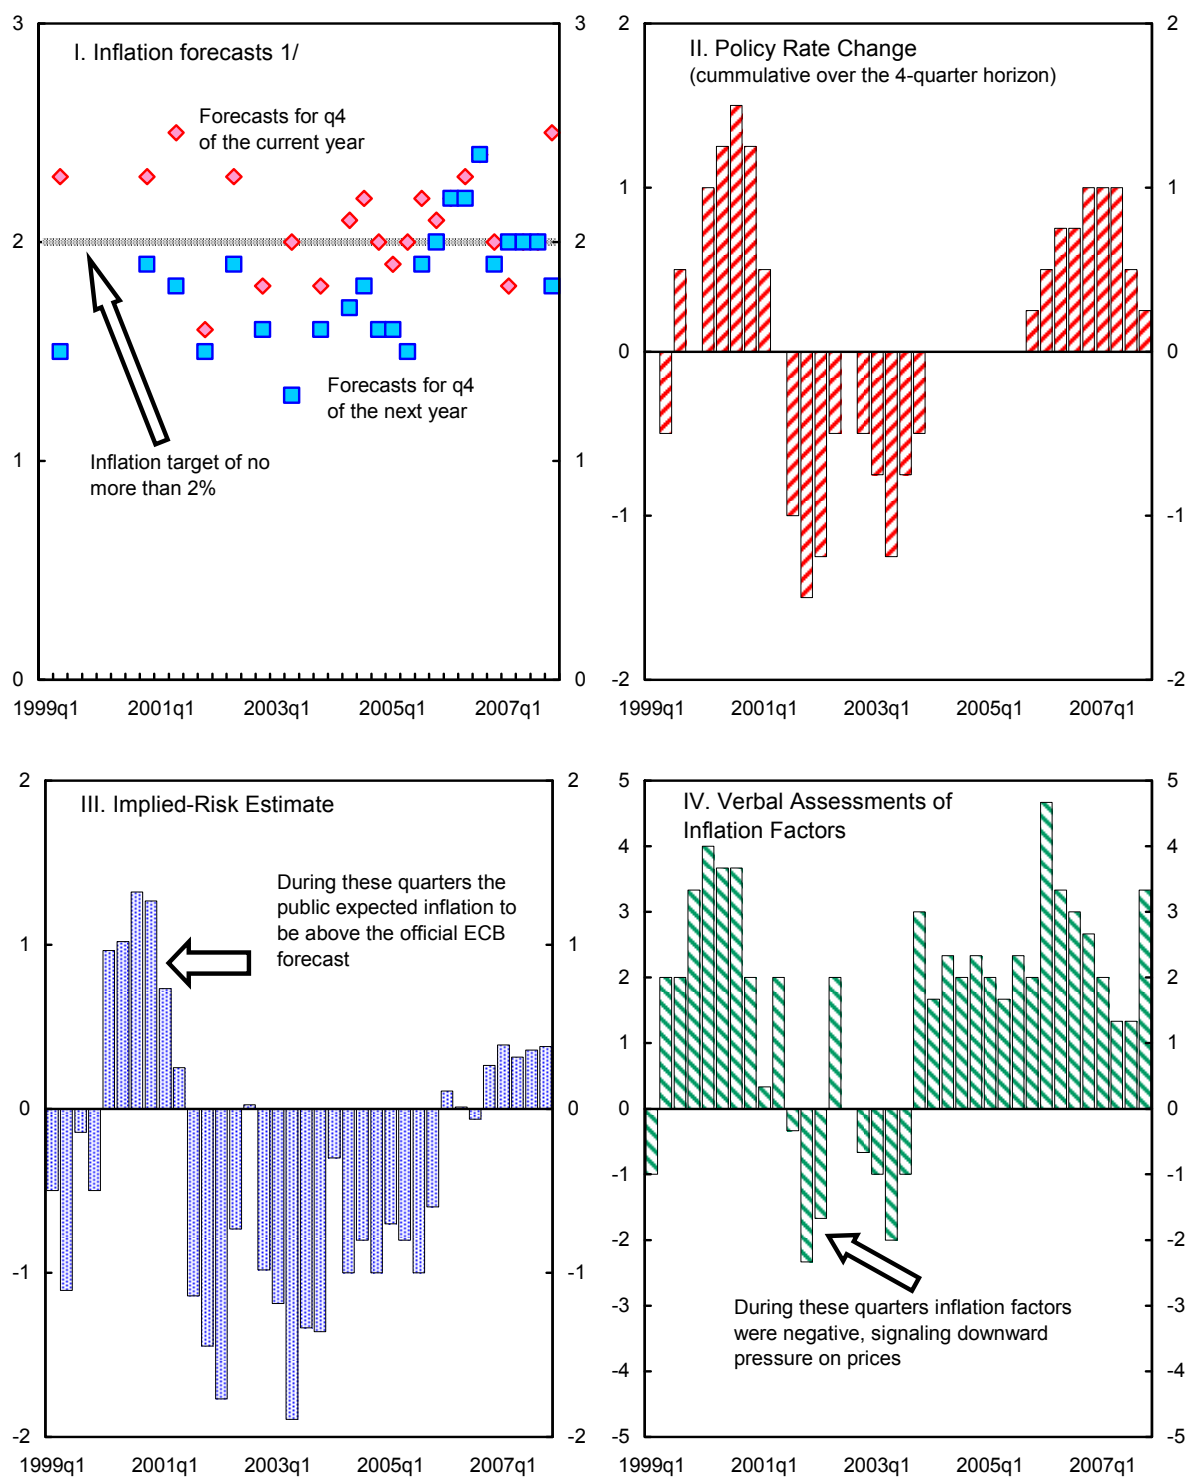 3
3
I. Inflation forecasts 1/
Forecasts for q4
of the current year
2
2
Forecasts for q4
of the next year
1
1
Inflation target of no
more than 2%
0
0
1999q1 2001q1 2003q1 2005q1 2007q1
2
2
II. Policy Rate Change
(cummulative over the 4-quarter horizon)
1
1
0
0
-1
-1
-2
-2
1999q1 2001q1 2003q1 2005q1 2007q1
2
2
III. Implied-Risk Estimate
During these quarters the
public expected inflation to
be above the official ECB
forecast
1
1
0
0
-1
-1
-2
-2
1999q1 2001q1 2003q1 2005q1 2007q1
5
5
IV. Verbal Assessments of
Inflation Factors
4
4
3
3
2
2
1
1
0
0
-1
-1
-2
-2
-3
-3
During these quarters inflation factors
were negative, signaling downward
pressure on prices
-4
-4
-5
-5
1999q1 2001q1 2003q1 2005q1 2007q1